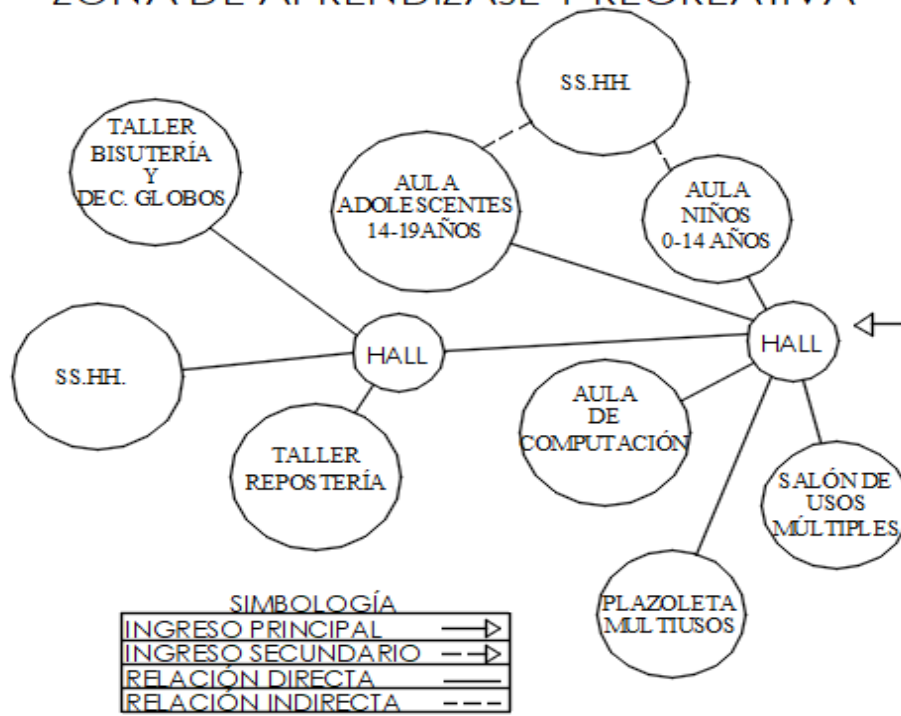 ZONA DE APRENDIZAJE Y RECREATIVA
SS.HH.
TALLER
BISUTERÍA
Y
DEC. GLOBOS
AULA
ADOLESCENTES
14-19 AÑOS
AULA
NIÑOS
0-14 AÑOS
HALL
HALL
SS.HH.
AULA
DE
COMPUTACIÓN
TALLER
REPOSTERÍA
SALÓN DE
USOS
MÚLTIPLES
PLAZOLETA
MULTIUSOS
SIMBOLOGÍA
INGRESO PRINCIPAL
INGRESO SECUNDARIO
RELACIÓN DIRECTA
RELACIÓN INDIRECTA